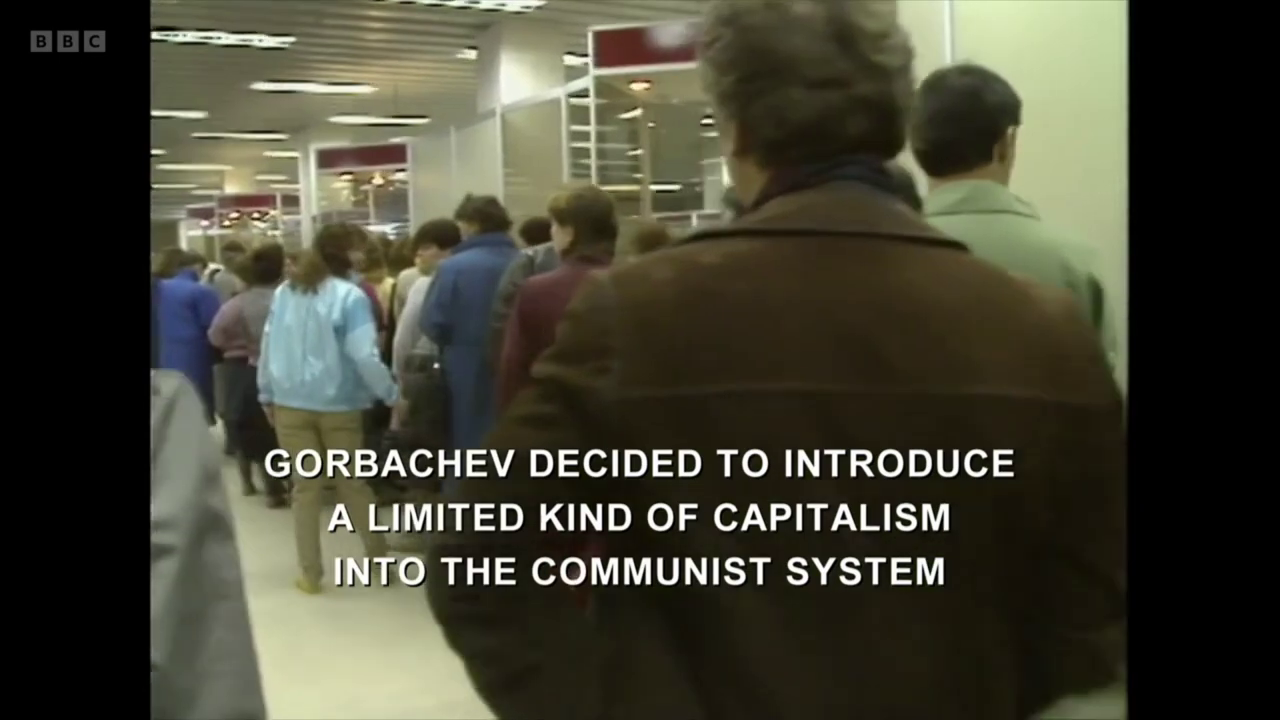 BBC
GORBACHEV DECIDED TO INTRODUCE
A LIMITED KIND OF CAPITALISM
INTO THE COMMUNIST SYSTEM